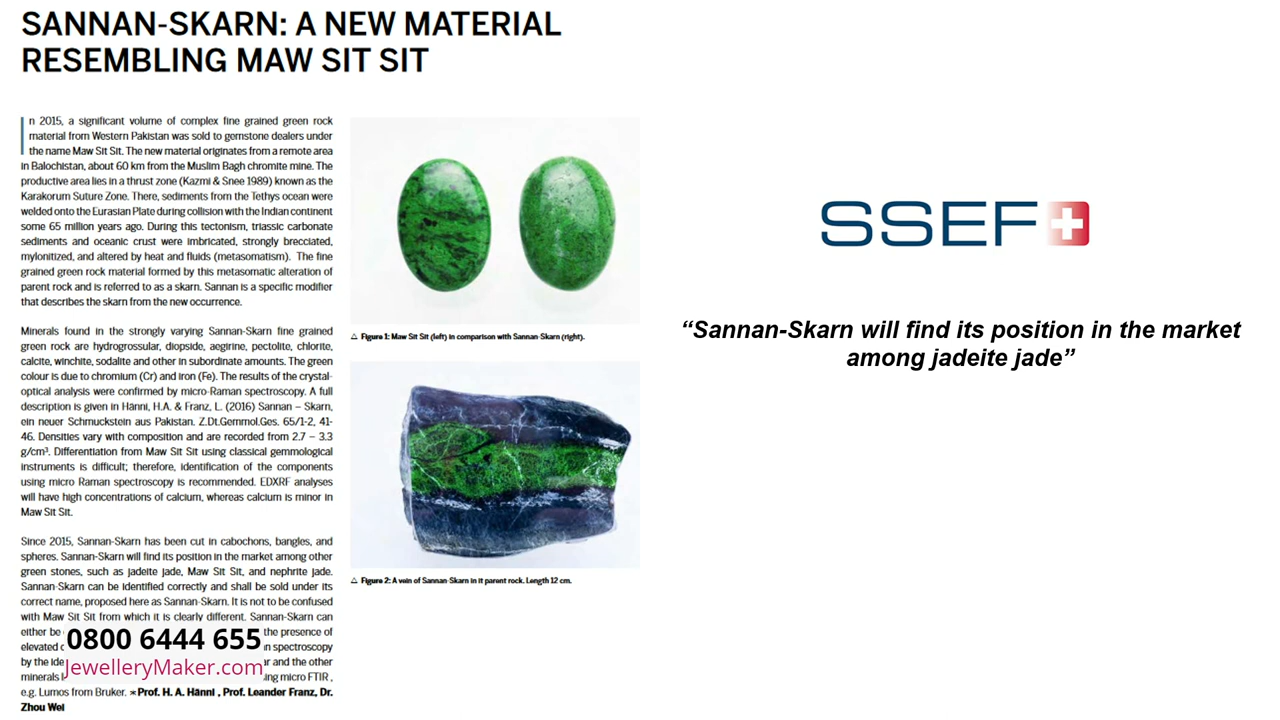 SANNAN-SKARN: A NEW MATERIAL
RESEMBLING MAW SIT SIT
In 2015, a significant volume of complex fine grained green rock
material from Western Pakistan was sold to gemstone dealers under
the name Maw Sit Sit. The new material originates from a remote area
in Balochistan, about 60 km from the Muslim Bagh chromite mine. The
productive area lies in a thrust zone (Kazmi & Snee 1989) known as the
Karakorum Suture Zone. There, sediments from the Tethys ocean were
welded onto the Eurasian Plate during collision with the Indian continent
some 65 million years ago. During this tectonism, triassic carbonate
sediments and oceanic crust were imbricated, strongly brecciated,
mylonitized, and altered by heat and fluids (metasomatism). The fine
grained green rock material formed by this metasomatic alteration of
parent rock and is referred to as a skarn. Sannan is a specific modifier
that describes the skarn from the new occurrence.
Minerals found in the strongly varying Sannan-Skarn fine grained
green rock are hydrogrossular, diopside, aegirine, pectolite, chlorite,
calcite, winchite, sodalite and other in subordinate amounts. The green
colour is due to chromium (Cr) and iron (Fe). The results of the crystal-
optical analysis were confirmed by micro-Raman spectroscopy. A full
description is given in Hänni, H.A. & Franz, L. (2016) Sannan – Skarn,
ein neuer Schmuckstein aus Pakistan. Z.Dt.Gemmol.Ges. 65/1-2, 41-
46. Densities vary with composition and are recorded from 2.7 – 3.3
g/cm³. Differentiation from Maw Sit Sit using classical gemmological
instruments is difficult; therefore, identification of the components
using micro Raman spectroscopy is recommended. EDXRF analyses
will have high concentrations of calcium, whereas calcium is minor in
Maw Sit Sit.
Since 2015, Sannan-Skarn has been cut in cabochons, bangles, and
spheres. Sannan-Skarn will find its position in the market among other
green stones, such as jadeite jade, Maw Sit Sit, and nephrite jade.
Sannan-Skarn can be identified correctly and shall be sold under its
correct name, proposed here as Sannan-Skarn. It is not to be confused
with Maw Sit Sit from which it is clearly different. Sannan-Skarn can
either be the presence of
elevated spectroscopy
by the and the other
minerals micro FTIR ,
e.g. Lumos from Bruker. ∗Prof. H. A. Hänni , Prof. Leander Franz, Dr.
Zhou Wei
0800 6444 655
JewelleryMaker.com
△ Figure 1: Maw Sit Sit (left) in comparison with Sannan-Skarn (right).
△ Figure 2: A vein of Sannan-Skarn in it parent rock. Length 12 cm.
SSEF
“Sannan-Skarn will find its position in the market
among jadeite jade”